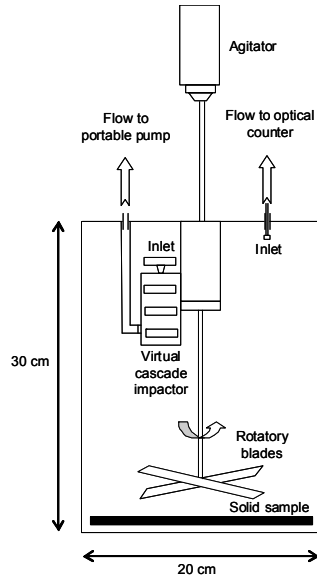 Agitator
Flow to
portable pump
Flow to optical
counter
Inlet
Inlet
Virtual
cascade
impactor
30 cm
Rotatory
blades
Solid sample
20 cm